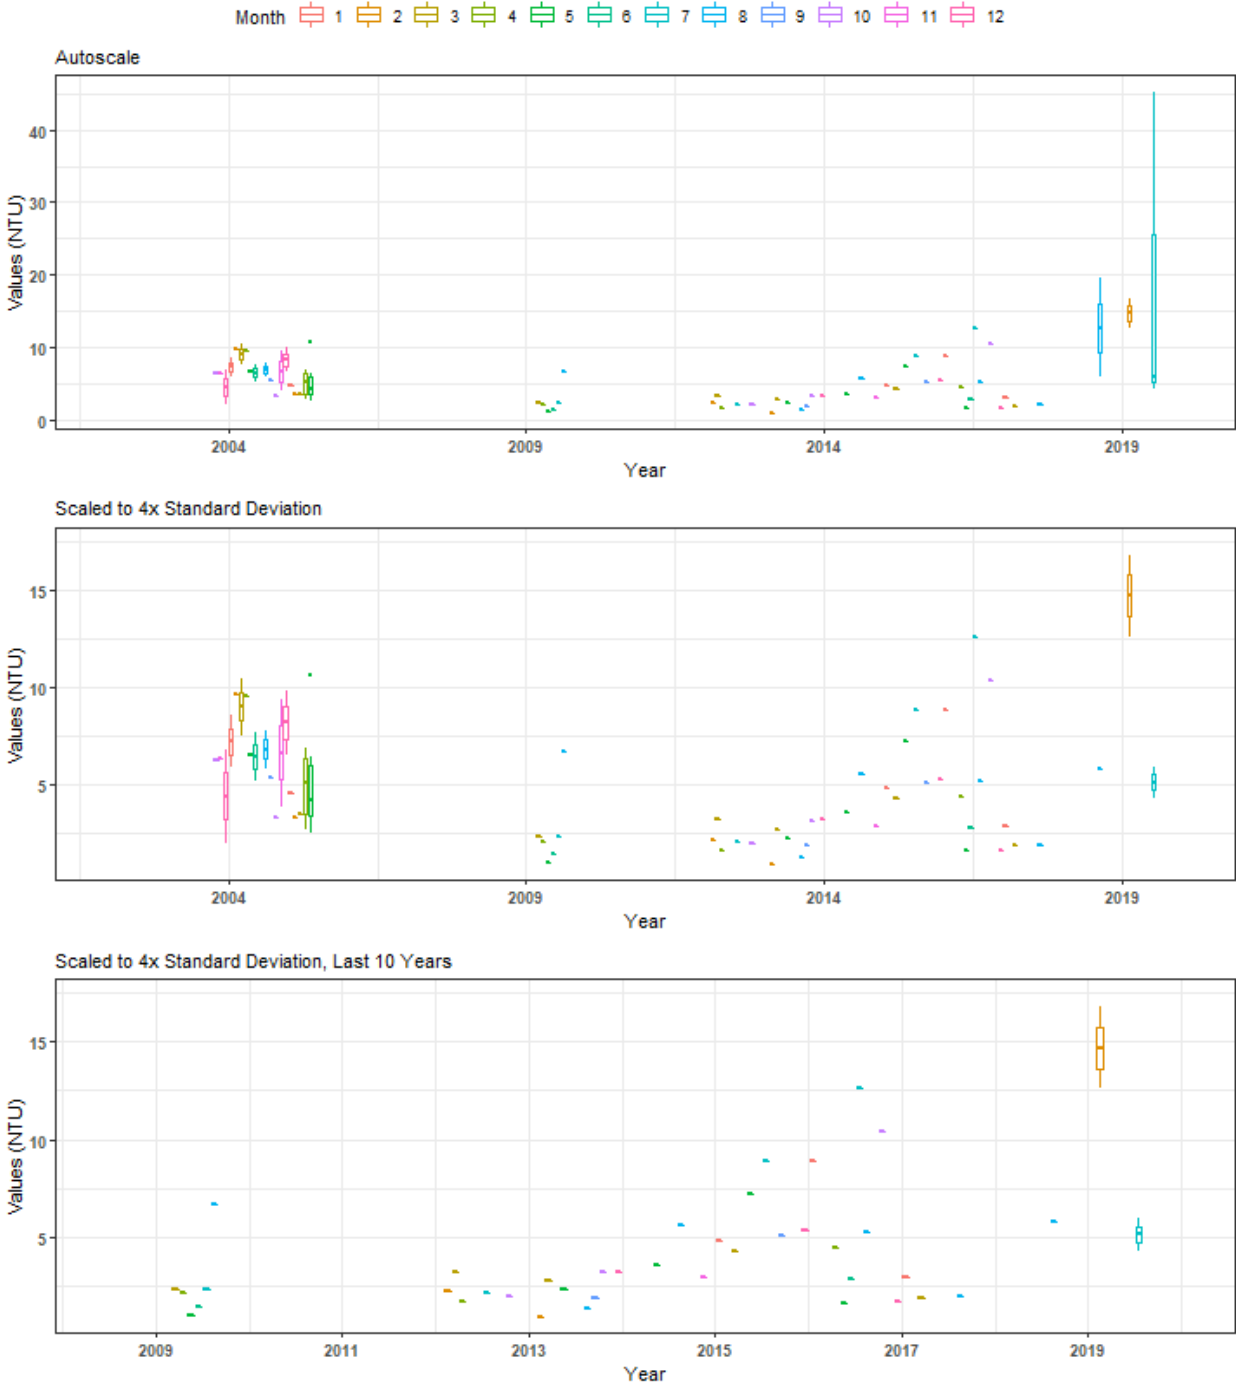 Month 1 2 3 4 5 6 7 8 9 10 11 12
Autoscale
Values (NTU)
40
30
20
10
0
2004 2009 2014 2019
Year
Scaled to 4x Standard Deviation
Values (NTU)
15
10
5
2004 2009 2014 2019
Year
Scaled to 4x Standard Deviation, Last 10 Years
Values (NTU)
15
10
5
2009 2011 2013 2015 2017 2019
Year